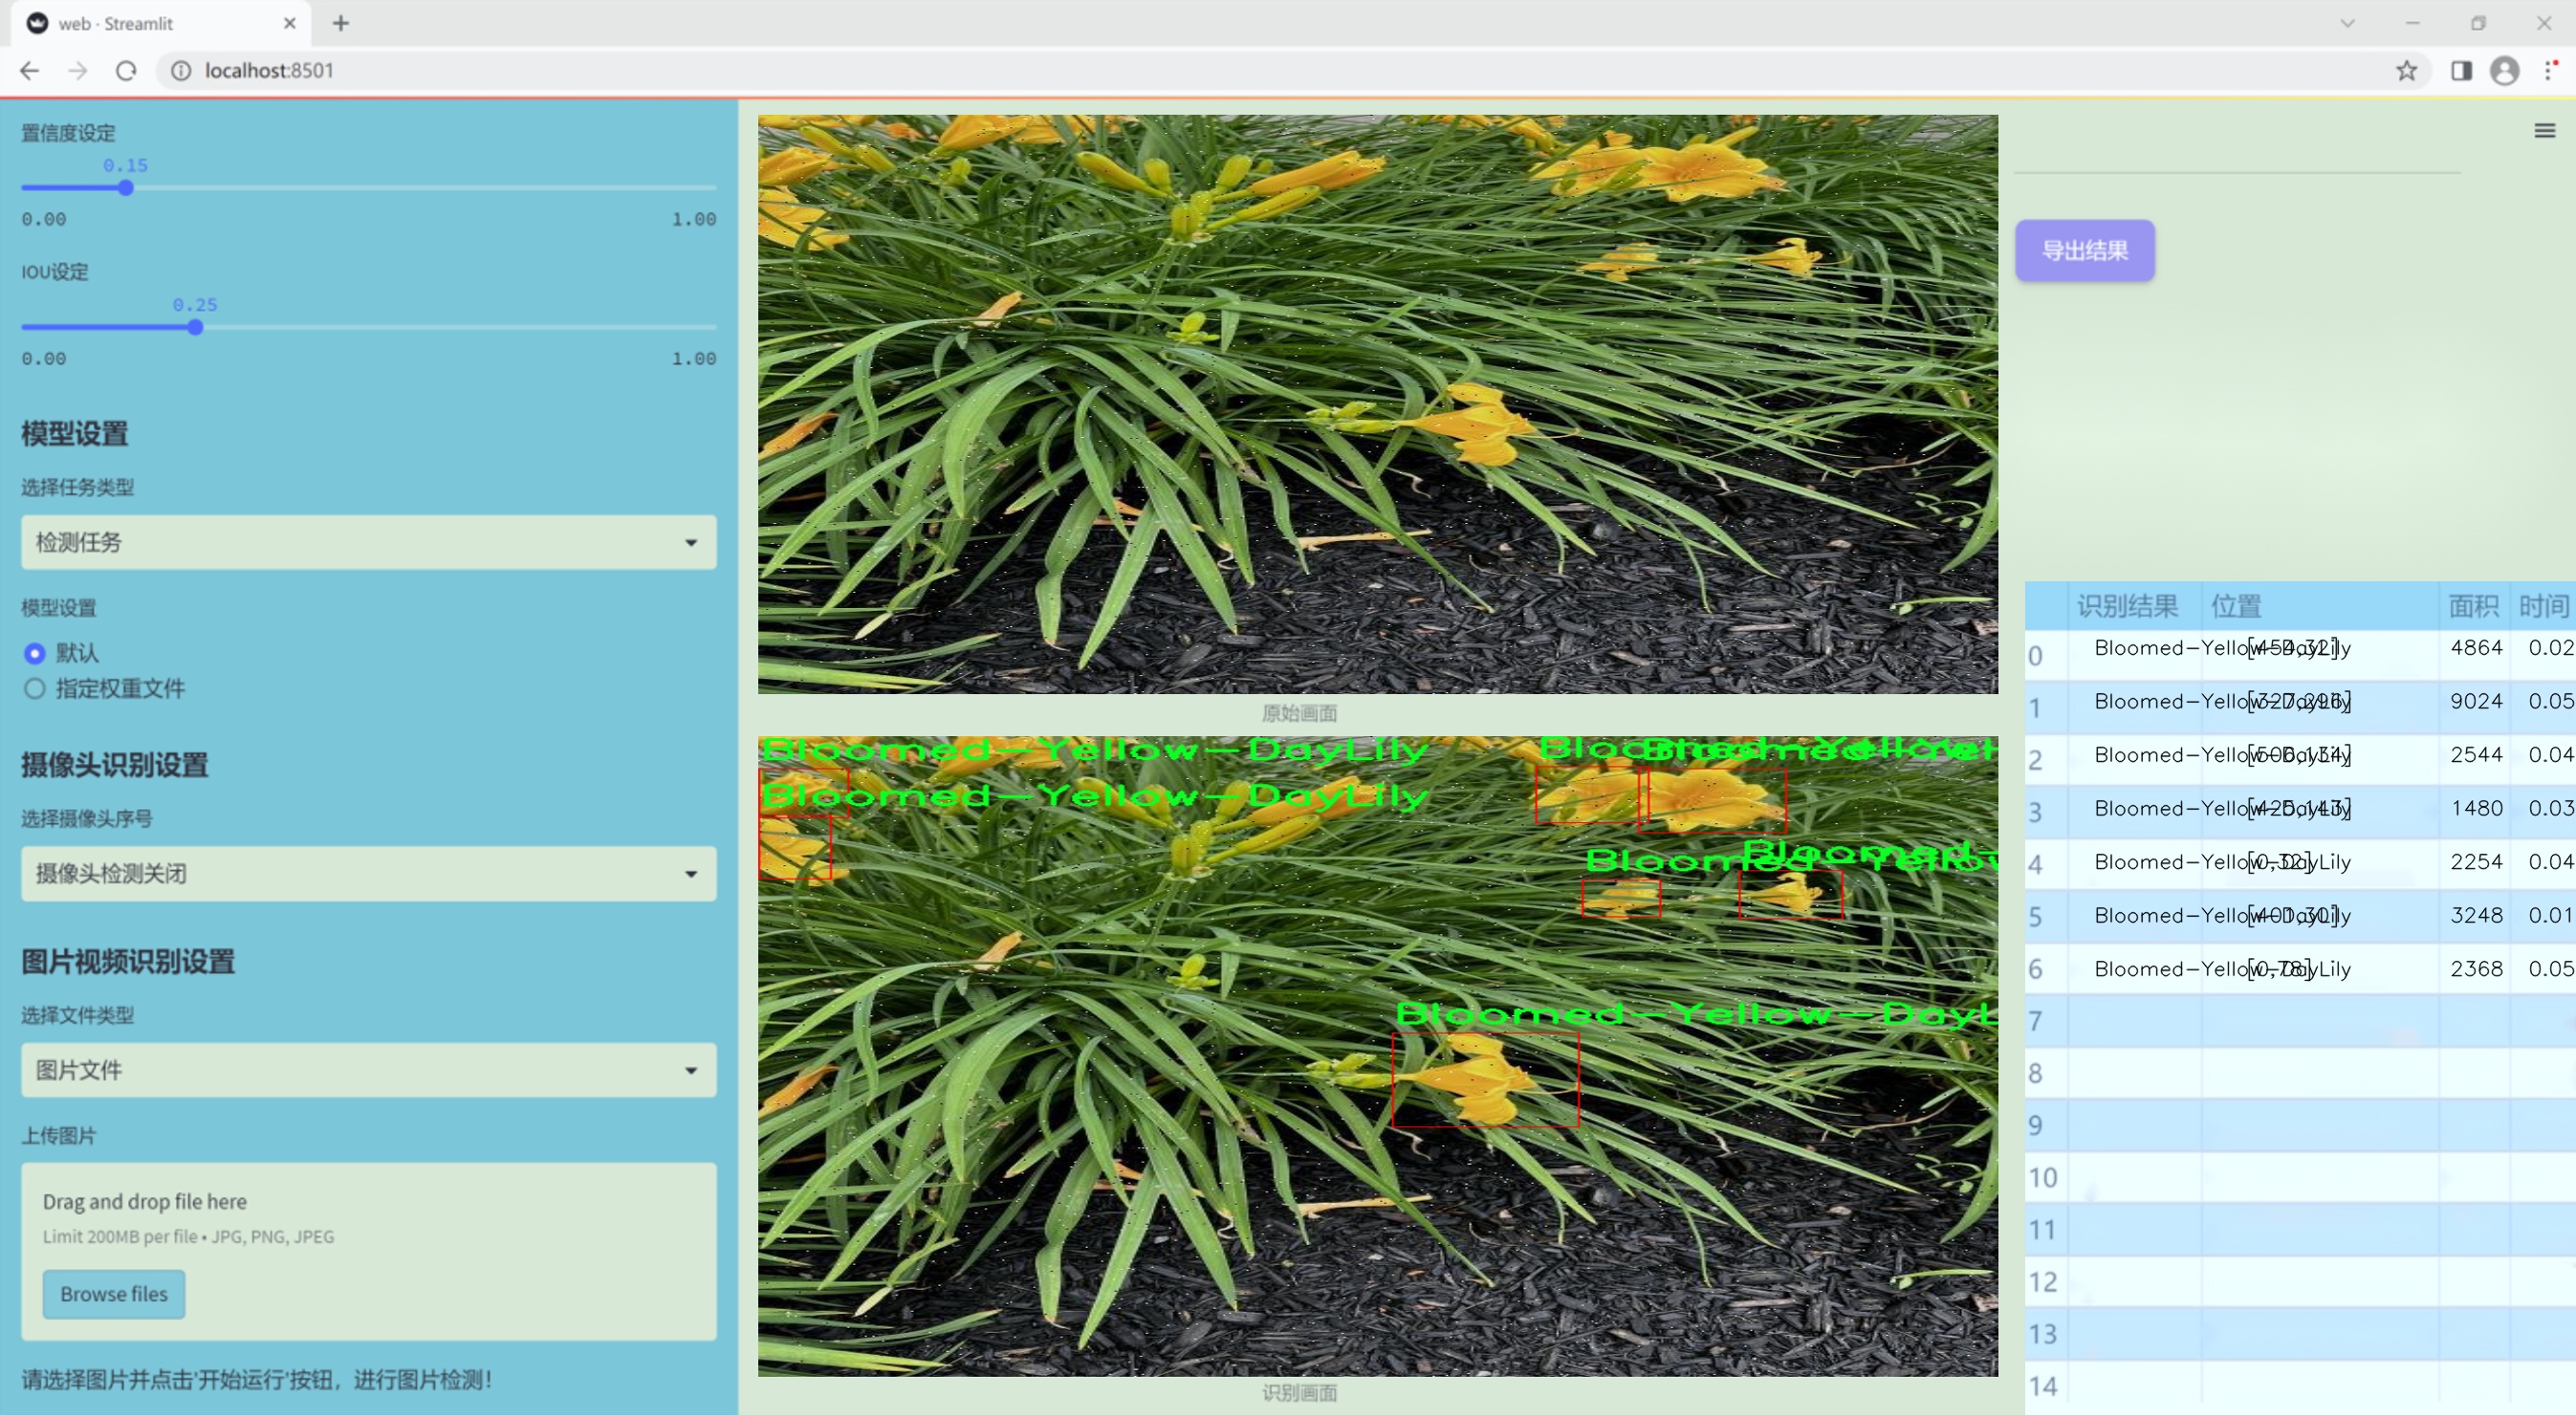 web · Streamlit
localhost:8501
置信度设定
0.15
0.00 1.00
IOU设定
0.25
0.00 1.00
模型设置
选择任务类型
检测任务
模型设置
默认
指定权重文件
摄像头识别设置
选择摄像头序号
摄像头检测关闭
图片视频识别设置
选择文件类型
图片文件
上传图片
Drag and drop file here
Limit 200MB per file • JPG, PNG, JPEG
Browse files
请选择图片并点击'开始运行'按钮，进行图片检测！
原始画面
Bloomed-Yellow-DayLily
Bloomed-Yellow-DayLily
Bloomed-Yellow-DayL
识别画面
导出结果
识别结果 位置 面积 时间
0 Bloomed-Yellow-DayLily [454,32] 4864 0.02
1 Bloomed-Yellow-DayLily [327,296] 9024 0.05
2 Bloomed-Yellow-DayLily [506,134] 2544 0.04
3 Bloomed-Yellow-DayLily [425,143] 1480 0.03
4 Bloomed-Yellow-DayLily [0,32] 2254 0.04
5 Bloomed-Yellow-DayLily [401,30] 3248 0.01
6 Bloomed-Yellow-DayLily [0,78] 2368 0.05
7
8
9
10
11
12
13
14